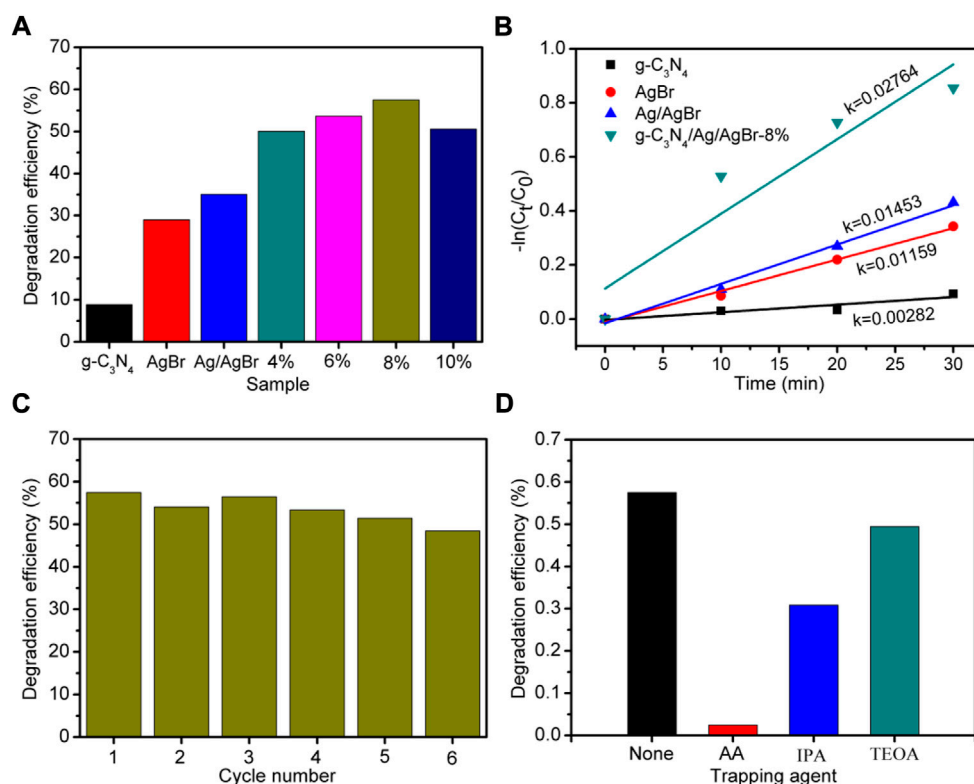 A
Degradation efficiency (%)
70
60
50
40
30
20
10
0
g-C₃N₄ AgBr Ag/AgBr 4% 6% 8% 10%
Sample
B
-ln(Cₜ/C₀)
1.0
0.8
0.6
0.4
0.2
0.0
g-C₃N₄
AgBr
Ag/AgBr
g-C₃N₄/Ag/AgBr-8%
k=0.02764
k=0.01453
k=0.01159
k=0.00282
0 5 10 15 20 25 30
Time (min)
C
Degradation efficiency (%)
70
60
50
40
30
20
10
0
1 2 3 4 5 6
Cycle number
D
Degradation efficiency (%)
0.7
0.6
0.5
0.4
0.3
0.2
0.1
0.0
None AA IPA TEOA
Trapping agent